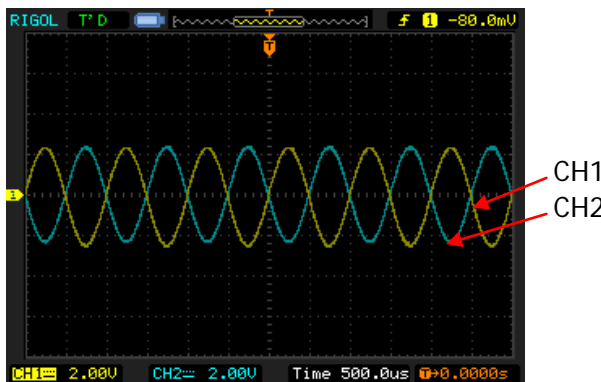 RIGOL T'D T f 1 -80.0mV
T
1
CH1
CH2
CH1 2.00V CH2 2.00V Time 500.0us T→0.0000s